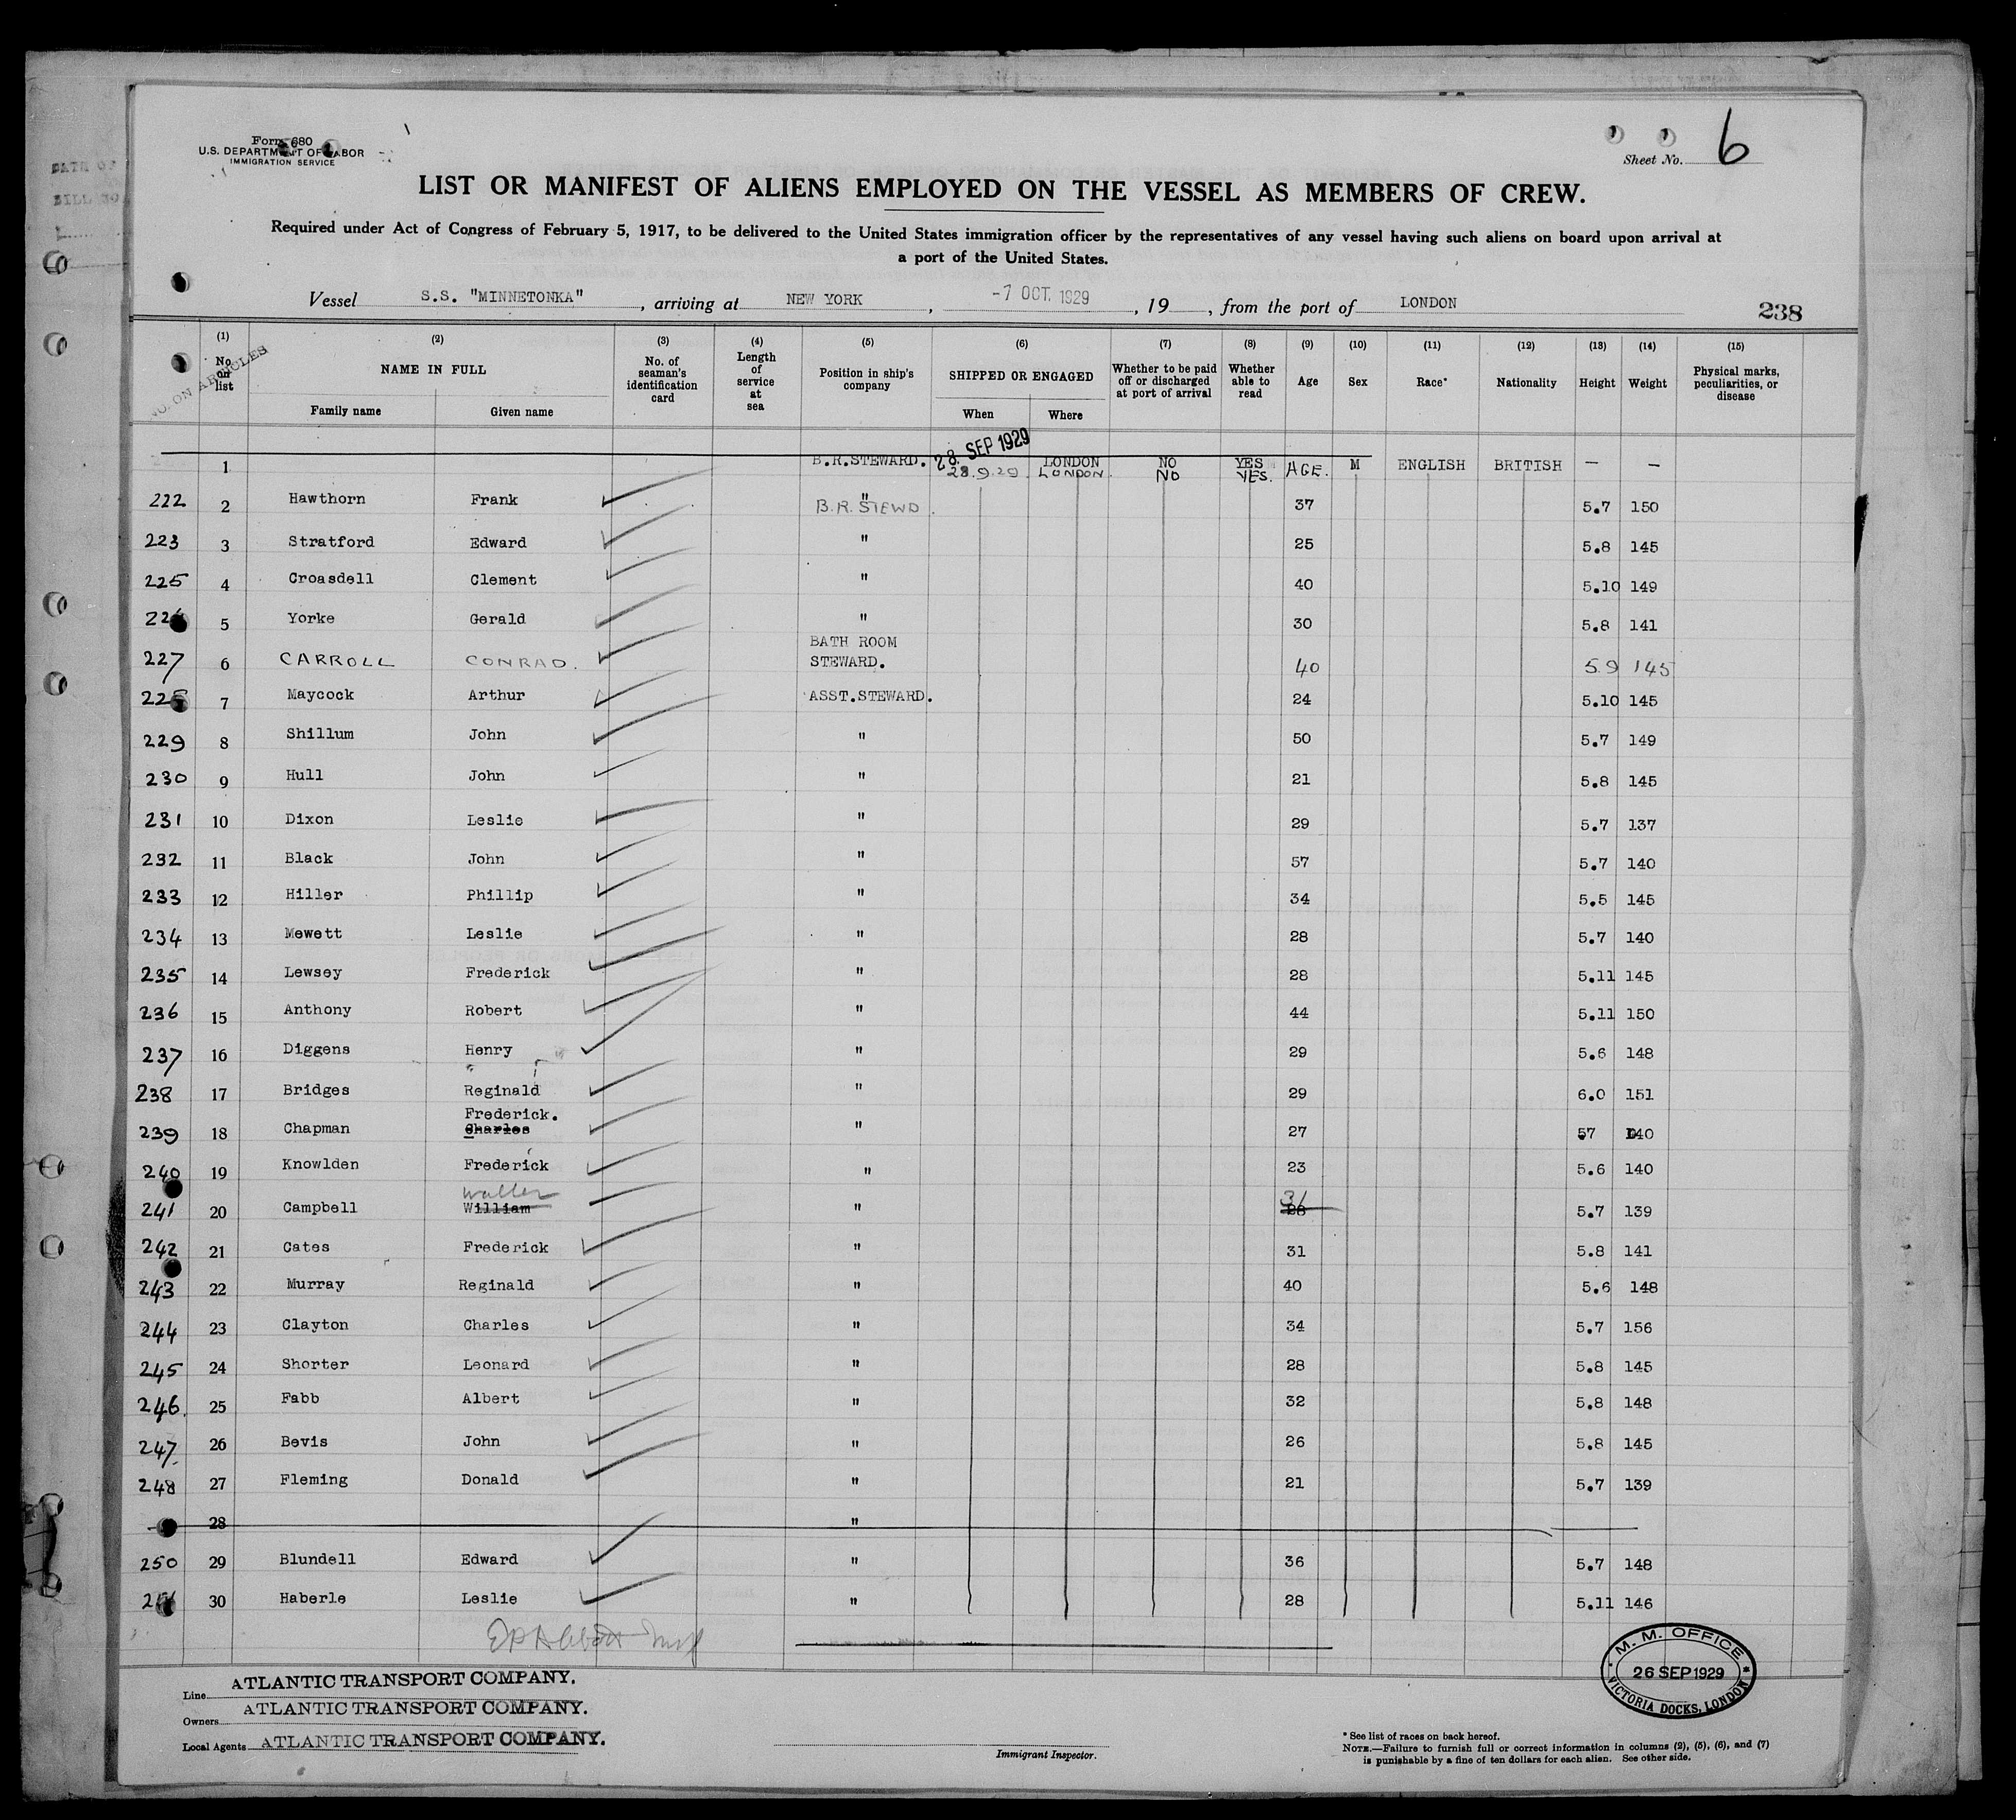 Form 680
U.S. DEPARTMENT OF LABOR
IMMIGRATION SERVICE
Sheet No. 6
LIST OR MANIFEST OF ALIENS EMPLOYED ON THE VESSEL AS MEMBERS OF CREW.
Required under Act of Congress of February 5, 1917, to be delivered to the United States immigration officer by the representatives of any vessel having such aliens on board upon arrival at
a port of the United States.
Vessel S.S. "MINNETONKA" , arriving at NEW YORK , -7 OCT. 1929 , 19 , from the port of LONDON
238
NO. ON ARTICLES
(1) No. on list
(2) NAME IN FULL Family name Given name
(3) No. of seaman's identification card
(4) Length of service at sea
(5) Position in ship's company
(6) SHIPPED OR ENGAGED When Where
(7) Whether to be paid off or discharged at port of arrival
(8) Whether able to read
(9) Age
(10) Sex
(11) Race*
(12) Nationality
(13) Height
(14) Weight
(15) Physical marks, peculiarities, or disease
28 SEP 1929
1 B.R.STEWARD. LONDON NO YES M ENGLISH BRITISH — —
28.9.29 LONDON. NO YES. AGE.
222 2 Hawthorn Frank " B.R. STEWD. 37 5.7 150
223 3 Stratford Edward " 25 5.8 145
225 4 Croasdell Clement " 40 5.10 149
5 Yorke Gerald " 30 5.8 141
227 6 CARROLL CONRAD. BATH ROOM STEWARD. 40 5.9 145
228 7 Maycock Arthur ASST.STEWARD. 24 5.10 145
229 8 Shillum John " 50 5.7 149
230 9 Hull John " 21 5.8 145
231 10 Dixon Leslie " 29 5.7 137
232 11 Black John " 57 5.7 140
233 12 Hiller Phillip " 34 5.5 145
234 13 Mewett Leslie " 28 5.7 140
235 14 Lewsey Frederick " 28 5.11 145
236 15 Anthony Robert " 44 5.11 150
237 16 Diggens Henry " 29 5.6 148
238 17 Bridges Reginald " 29 6.0 151
Frederick.
239 18 Chapman Charles " 27 57 140
240 19 Knowlden Frederick " 23 5.6 140
Walter 31
241 20 Campbell William " 28 5.7 139
242 21 Cates Frederick " 31 5.8 141
243 22 Murray Reginald " 40 5.6 148
244 23 Clayton Charles " 34 5.7 156
245 24 Shorter Leonard " 28 5.8 145
246. 25 Fabb Albert " 32 5.8 148
247. 26 Bevis John " 26 5.8 145
248 27 Fleming Donald " 21 5.7 139
28 "
250 29 Blundell Edward " 36 5.7 148
30 Haberle Leslie " 28 5.11 146
M. M. OFFICE
26 SEP 1929
VICTORIA DOCKS, LONDON
Line ATLANTIC TRANSPORT COMPANY.
Owners ATLANTIC TRANSPORT COMPANY.
Local Agents ATLANTIC TRANSPORT COMPANY.
Immigrant Inspector.
* See list of races on back hereof.
NOTE.—Failure to furnish full or correct information in columns (2), (5), (6), and (7)
is punishable by a fine of ten dollars for each alien. See other side.